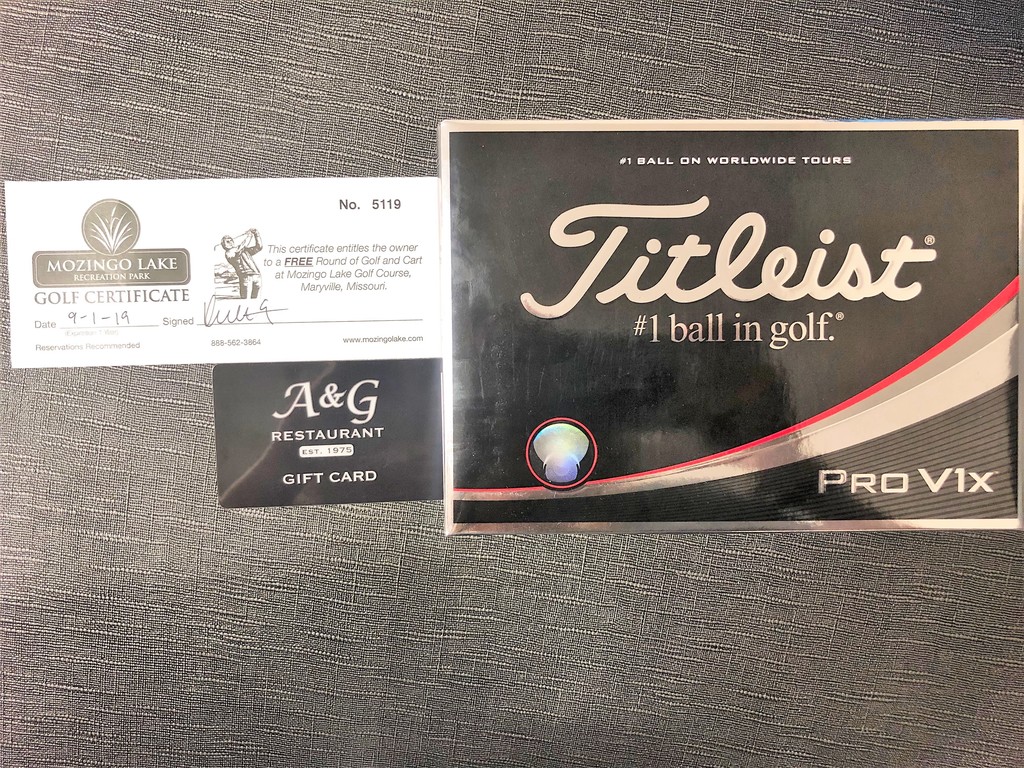 No. 5119
MOZINGO LAKE
RECREATION PARK
GOLF CERTIFICATE
This certificate entitles the owner
to a FREE Round of Golf and Cart
at Mozingo Lake Golf Course,
Maryville, Missouri.
Date 9-1-19 Signed
Reservations Recommended 888-562-3864 www.mozingolake.com
A&G
RESTAURANT
EST. 1975
GIFT CARD
#1 BALL ON WORLDWIDE TOURS
Titleist®
#1 ball in golf.®
PRO V1x